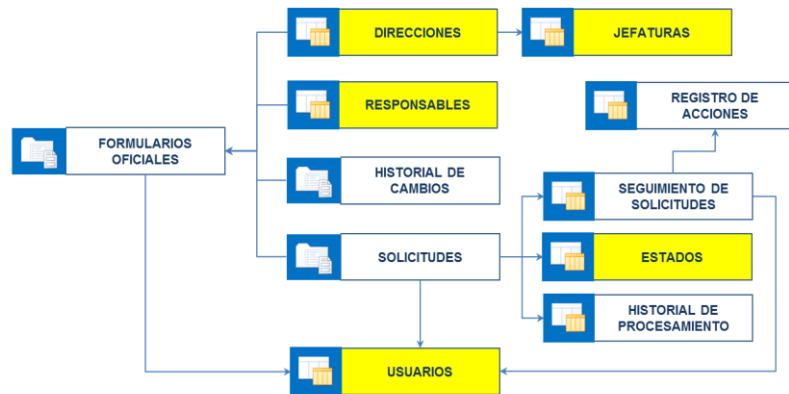 DIRECCIONES
JEFATURAS
RESPONSABLES
REGISTRO DE
ACCIONES
FORMULARIOS
OFICIALES
HISTORIAL DE
CAMBIOS
SEGUIMIENTO DE
SOLICITUDES
SOLICITUDES
ESTADOS
HISTORIAL DE
PROCESAMIENTO
USUARIOS